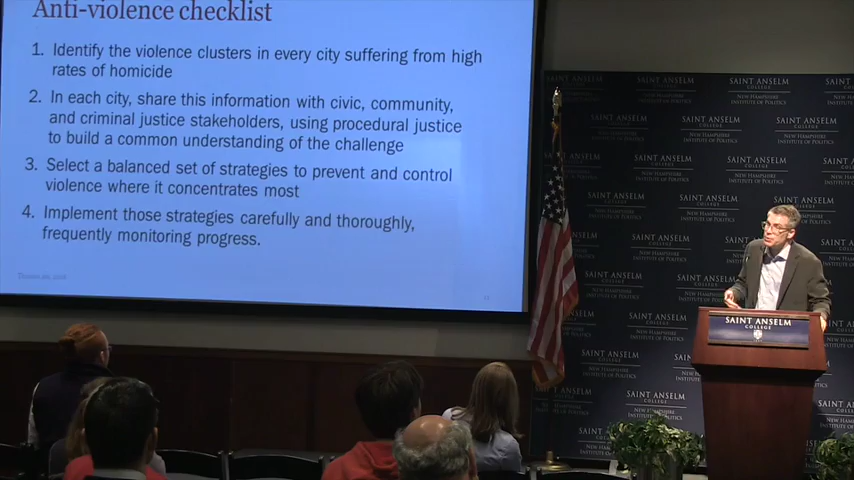 Anti-violence checklist
1. Identify the violence clusters in every city suffering from high
rates of homicide
2. In each city, share this information with civic, community,
and criminal justice stakeholders, using procedural justice
to build a common understanding of the challenge
3. Select a balanced set of strategies to prevent and control
violence where it concentrates most
4. Implement those strategies carefully and thoroughly,
frequently monitoring progress.
SAINT ANSELM
COLLEGE
NEW HAMPSHIRE
INSTITUTE OF POLITICS
SAINT ANSELM
COLLEGE